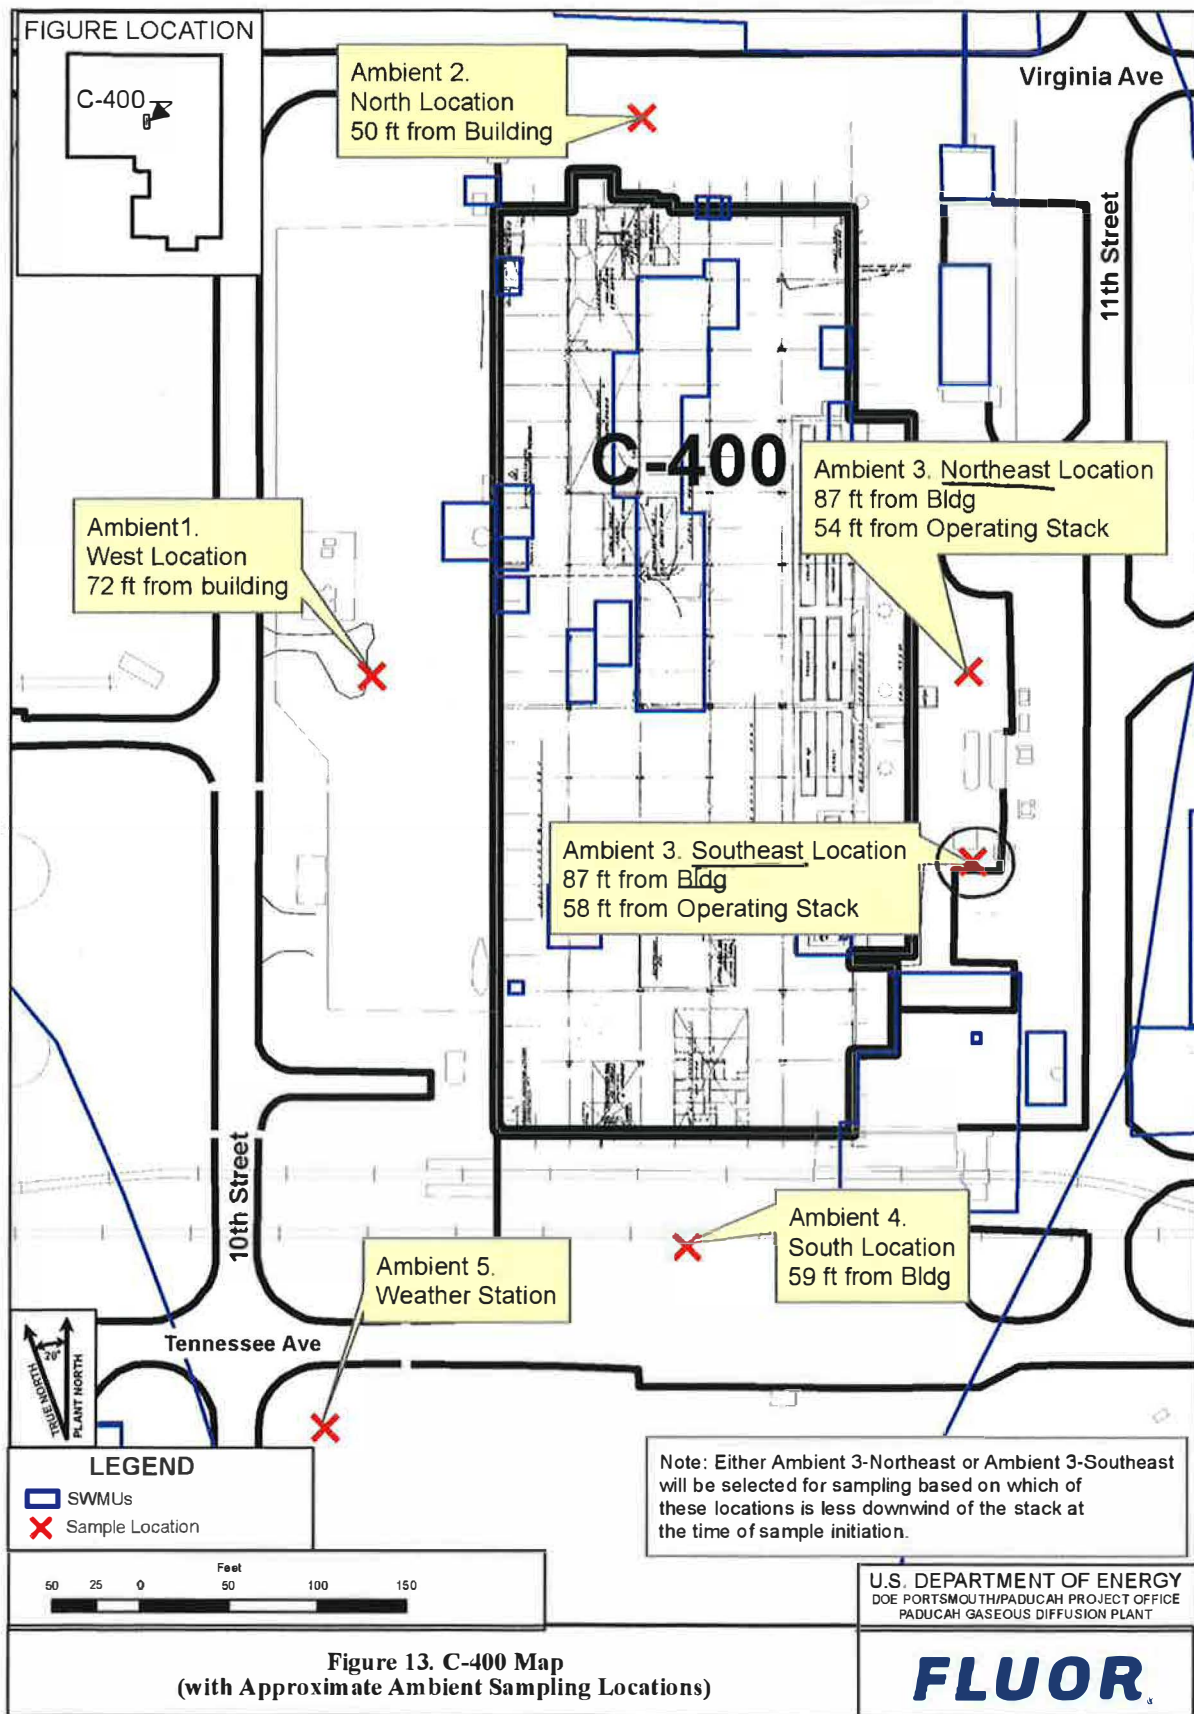 FIGURE LOCATION
C-400
Ambient 2.
North Location
50 ft from Building
Virginia Ave
11th Street
C-400
Ambient 3. Northeast Location
87 ft from Bldg
54 ft from Operating Stack
Ambient1.
West Location
72 ft from building
Ambient 3. Southeast Location
87 ft from Bldg
58 ft from Operating Stack
10th Street
Ambient 4.
South Location
59 ft from Bldg
Ambient 5.
Weather Station
Tennessee Ave
20°
TRUE NORTH
PLANT NORTH
LEGEND
SWMUs
Sample Location
Note: Either Ambient 3-Northeast or Ambient 3-Southeast
will be selected for sampling based on which of
these locations is less downwind of the stack at
the time of sample initiation.
Feet
50 25 0 50 100 150
U.S. DEPARTMENT OF ENERGY
DOE PORTSMOUTH/PADUCAH PROJECT OFFICE
PADUCAH GASEOUS DIFFUSION PLANT
Figure 13. C-400 Map
(with Approximate Ambient Sampling Locations)
FLUOR